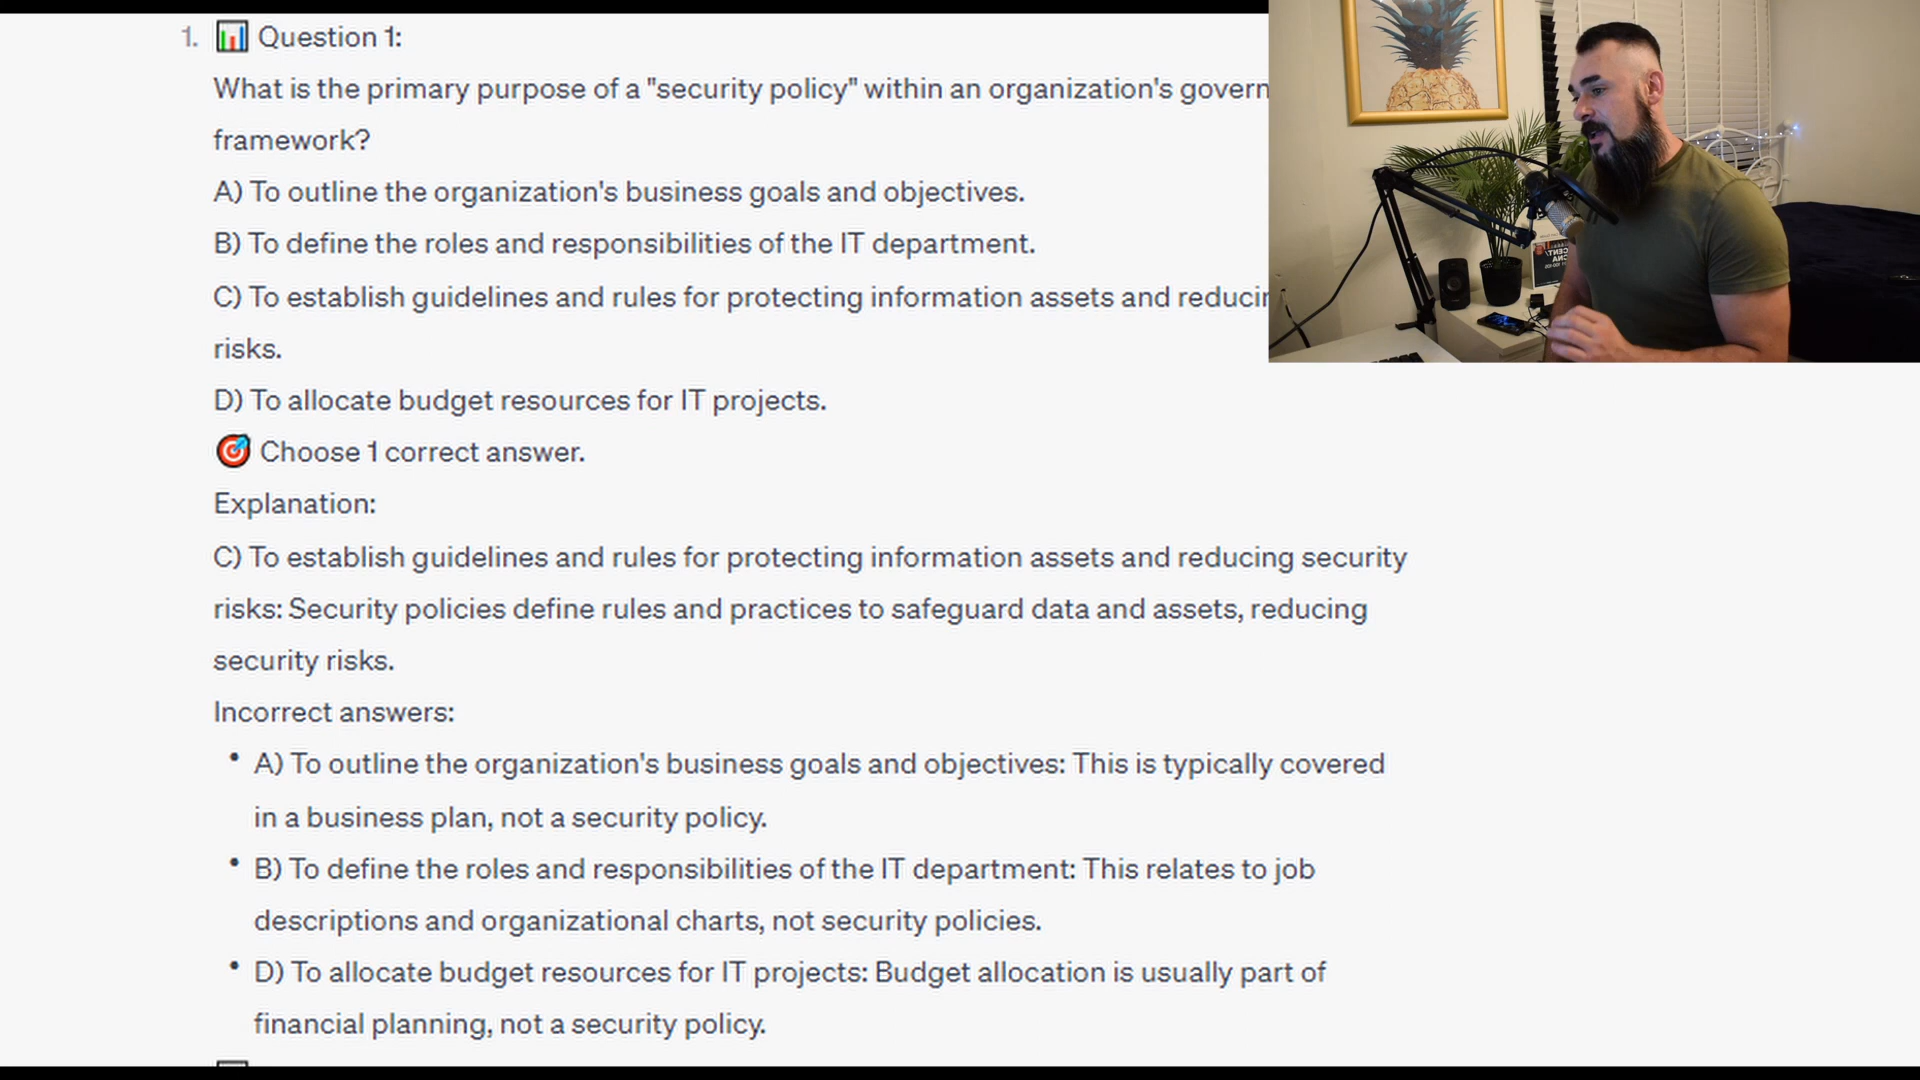 1. 📊 Question 1:
What is the primary purpose of a "security policy" within an organization's govern
framework?
A) To outline the organization's business goals and objectives.
B) To define the roles and responsibilities of the IT department.
C) To establish guidelines and rules for protecting information assets and reducin
risks.
D) To allocate budget resources for IT projects.
🎯 Choose 1 correct answer.
Explanation:
C) To establish guidelines and rules for protecting information assets and reducing security
risks: Security policies define rules and practices to safeguard data and assets, reducing
security risks.
Incorrect answers:
• A) To outline the organization's business goals and objectives: This is typically covered
in a business plan, not a security policy.
• B) To define the roles and responsibilities of the IT department: This relates to job
descriptions and organizational charts, not security policies.
• D) To allocate budget resources for IT projects: Budget allocation is usually part of
financial planning, not a security policy.